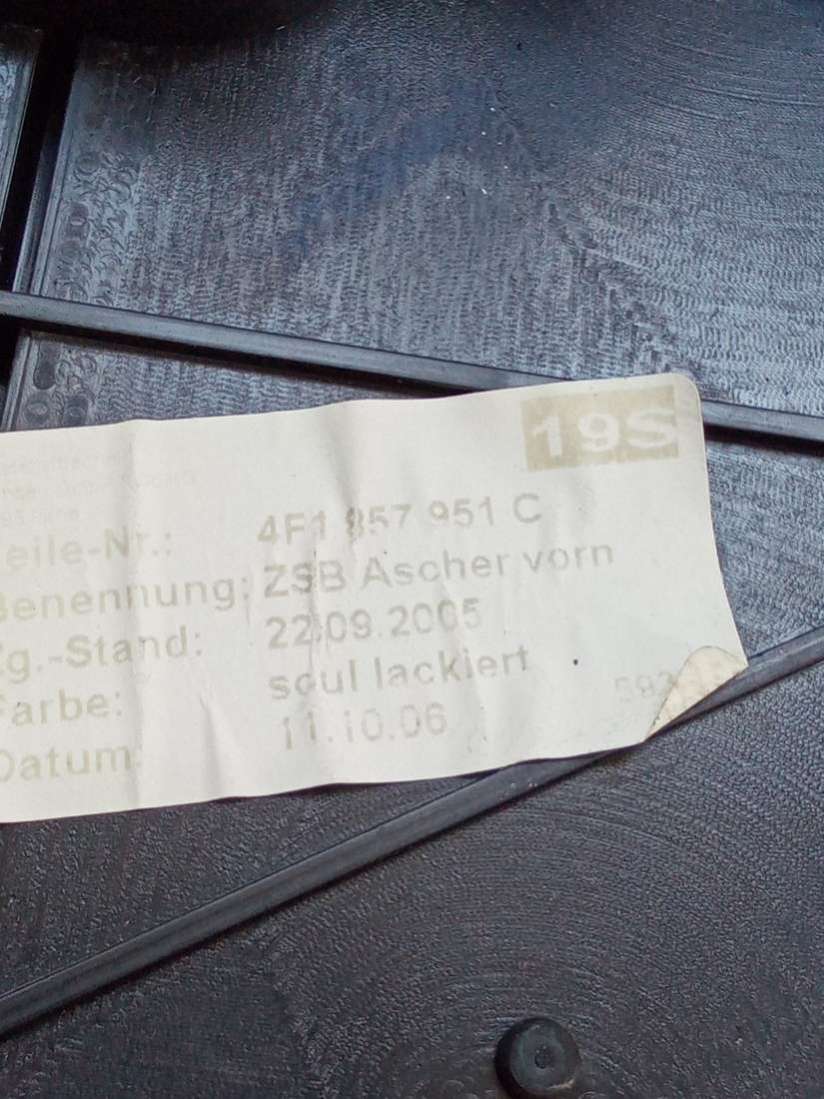 19S
eile-Nr.: 4F1 857 951 C
Benennung: ZSB Ascher vorn
g.-Stand: 22.09.2005
Farbe: soul lackiert
Datum: 11.10.06
593